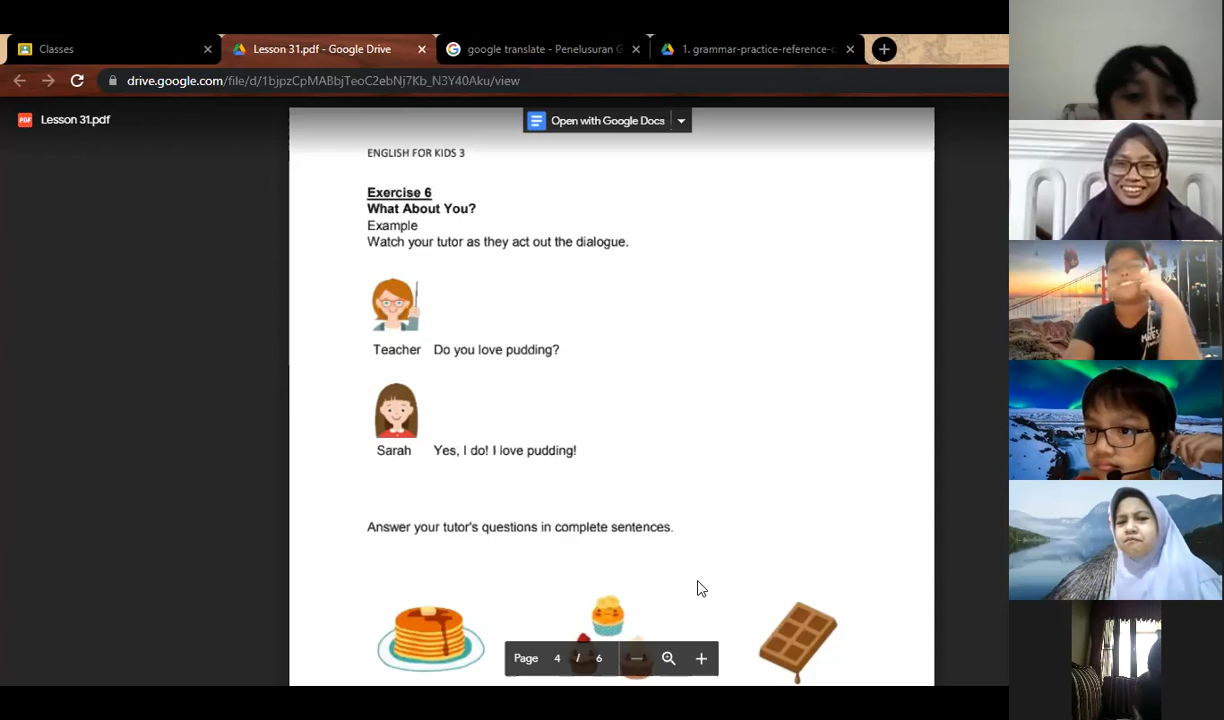 Classes
Lesson 31.pdf - Google Drive
google translate - Penelusuran G
1. grammar-practice-reference-
drive.google.com/file/d/1bjpzCpMABbjTeoC2ebNj7Kb_N3Y40Aku/view
PDF Lesson 31.pdf
Open with Google Docs
ENGLISH FOR KIDS 3
Exercise 6
What About You?
Example
Watch your tutor as they act out the dialogue.
Teacher Do you love pudding?
Sarah Yes, I do! I love pudding!
Answer your tutor's questions in complete sentences.
Page 4 / 6